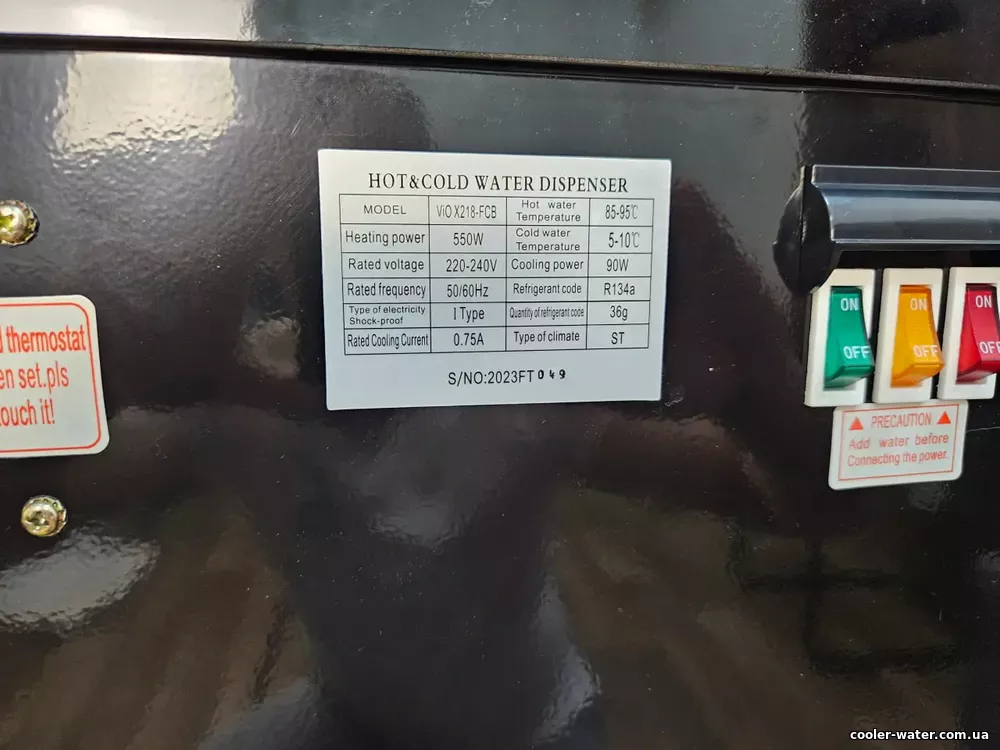 HOT&COLD WATER DISPENSER
MODEL ViO X218-FCB Hot water Temperature 85-95℃
Heating power 550W Cold water Temperature 5-10℃
Rated voltage 220-240V Cooling power 90W
Rated frequency 50/60Hz Refrigerant code R134a
Type of electricity Shock-proof I Type Quantity of refrigerant code 36g
Rated Cooling Current 0.75A Type of climate ST
S/NO:2023FT049
thermostat
set.pls
touch it!
ON ON ON
OFF OFF OFF
PRECAUTION
Add water before
Connecting the power.
cooler-water.com.ua